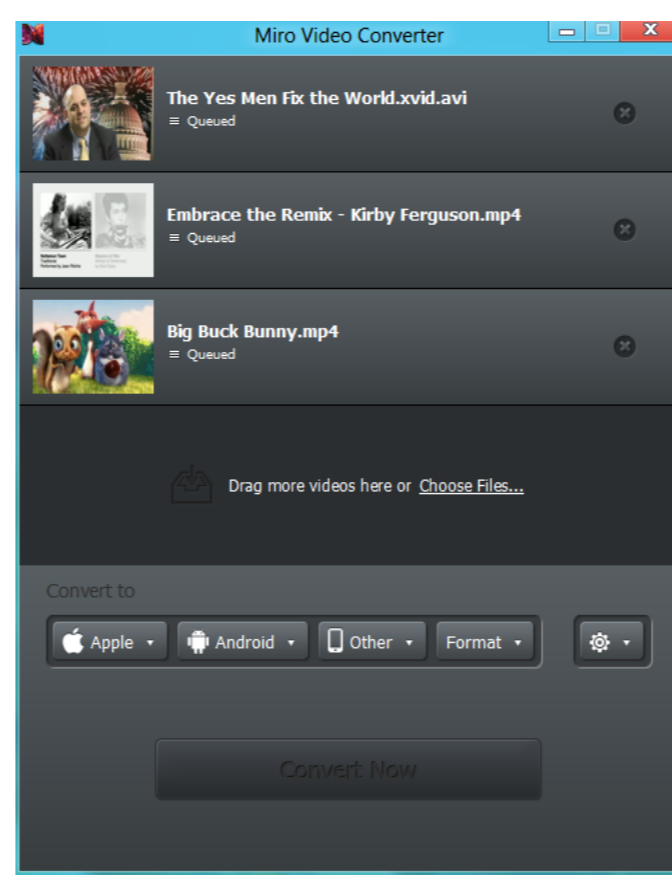 Miro Video Converter
The Yes Men Fix the World.xvid.avi
Queued
Embrace the Remix - Kirby Ferguson.mp4
Queued
Big Buck Bunny.mp4
Queued
Drag more videos here or Choose Files...
Convert to
Apple
Android
Other
Format
Convert Now